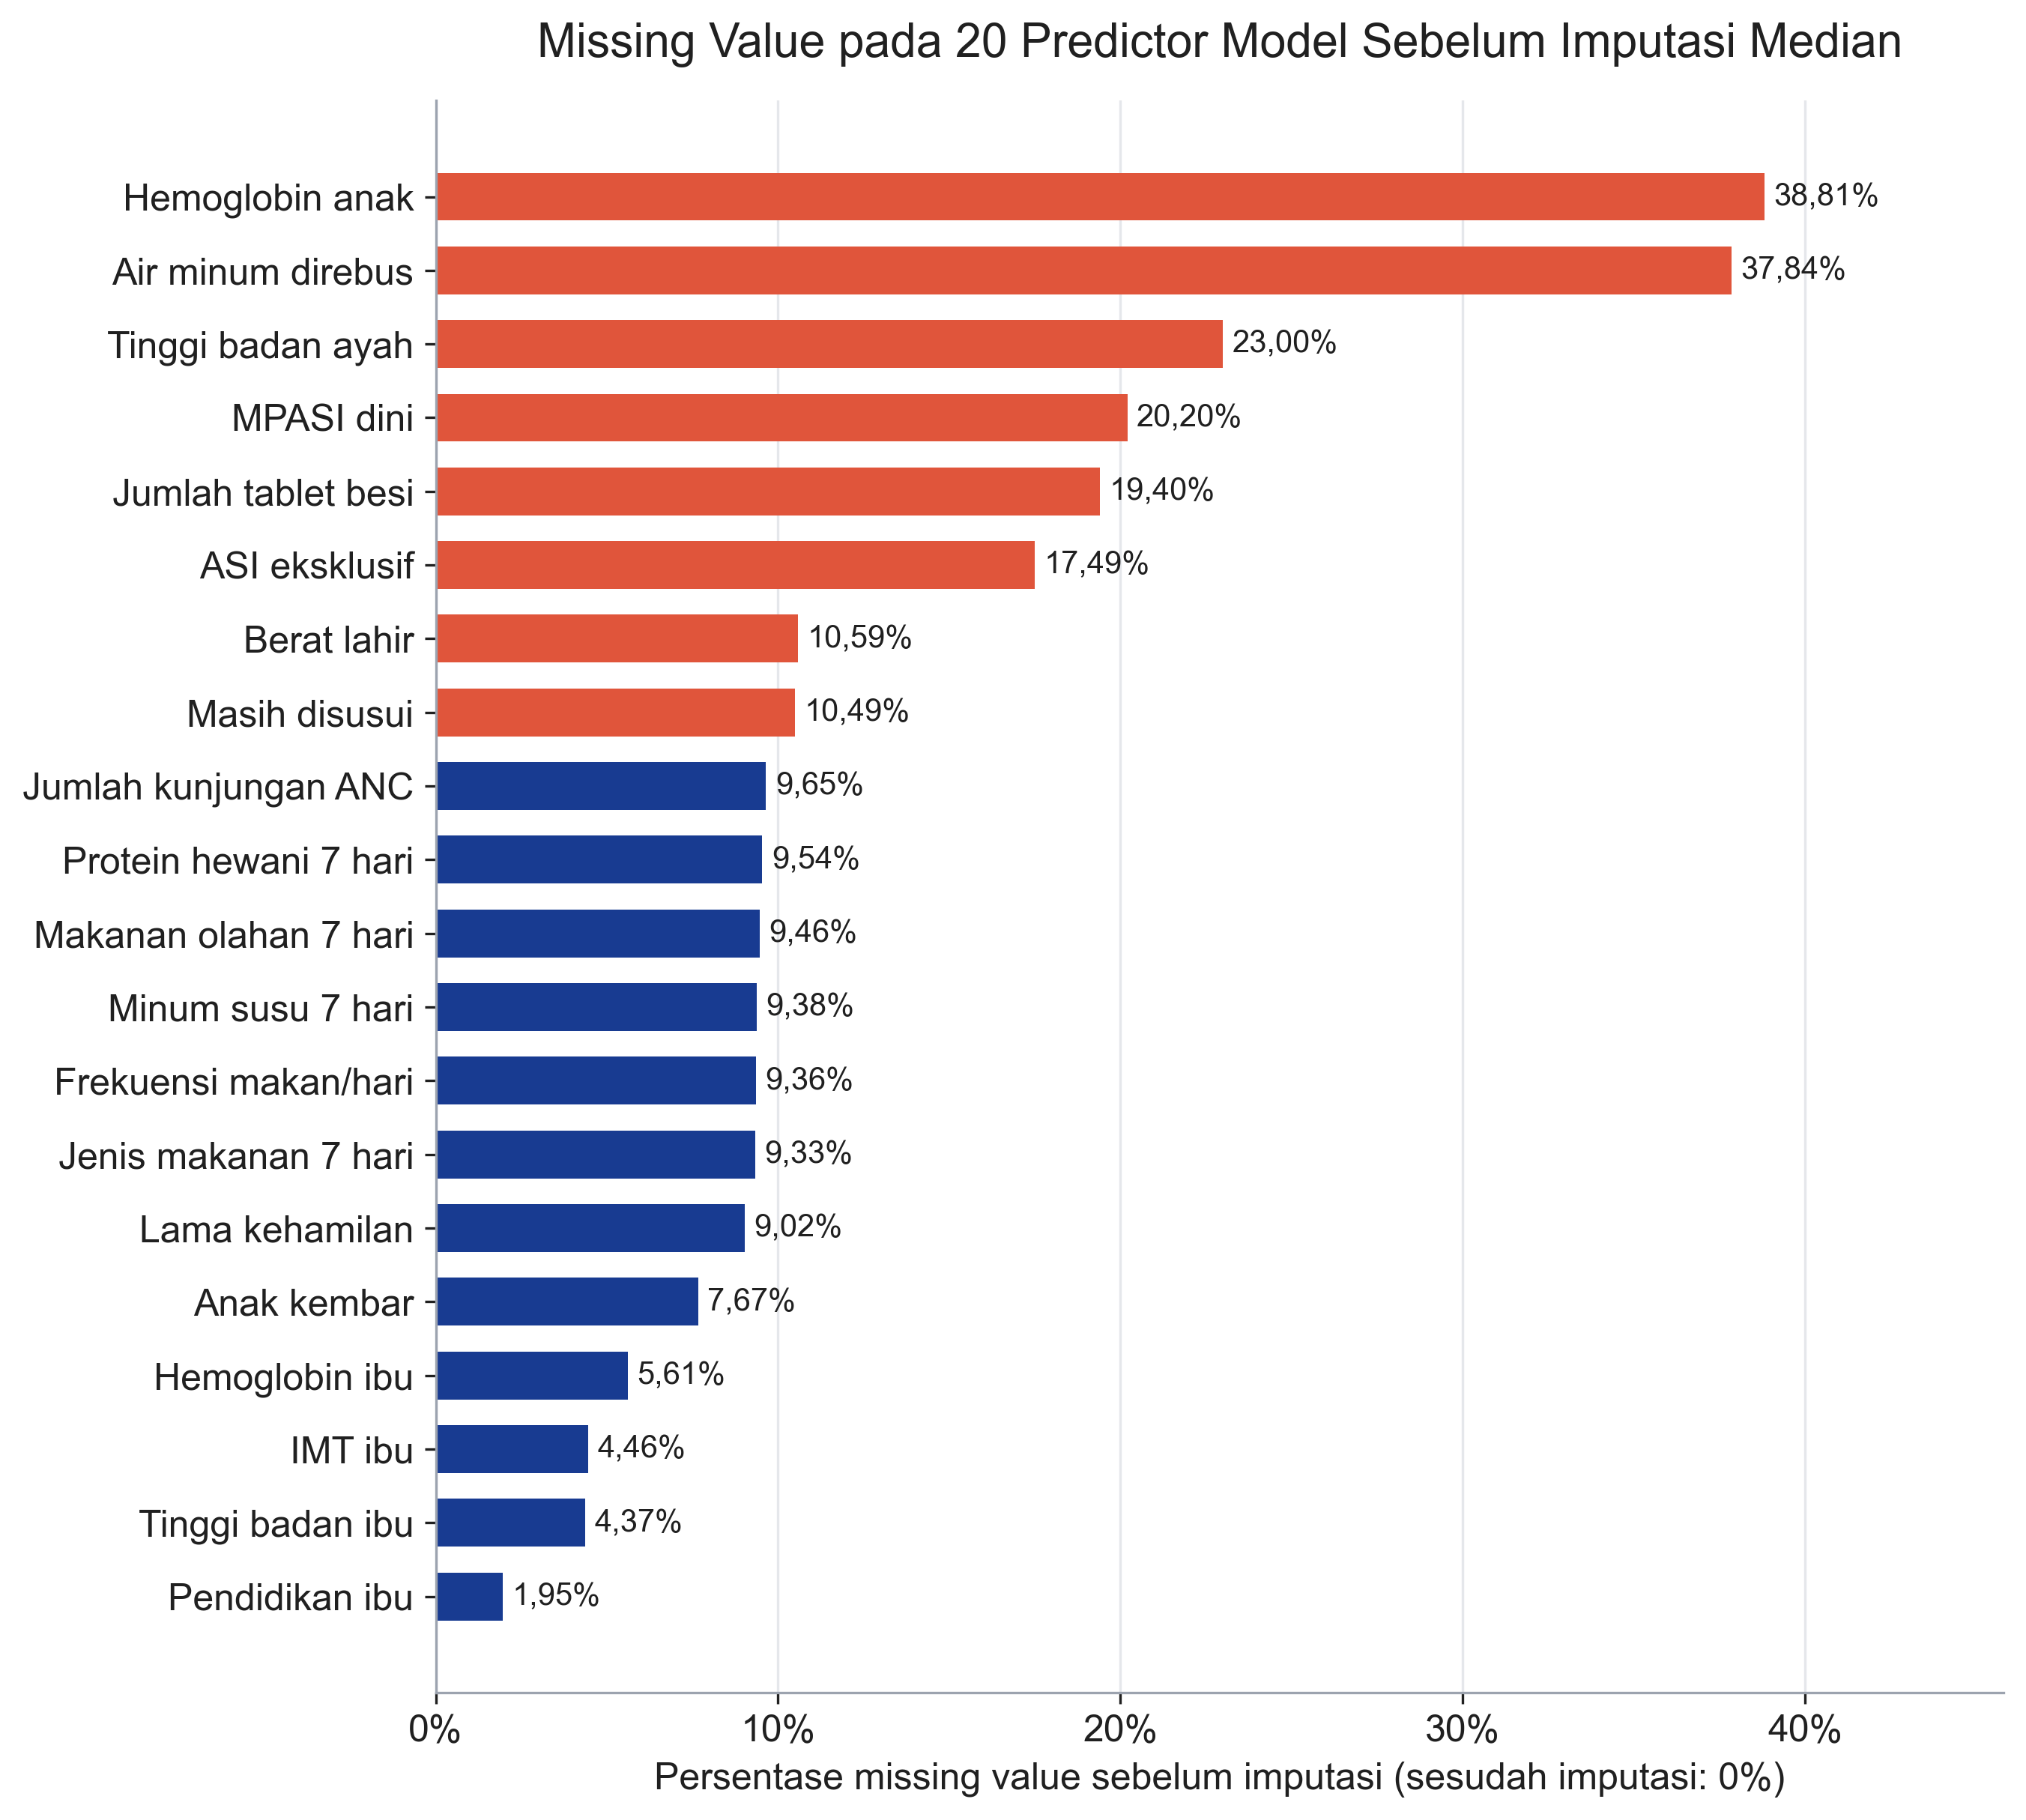 Missing Value pada 20 Predictor Model Sebelum Imputasi Median
Hemoglobin anak 38,81%
Air minum direbus 37,84%
Tinggi badan ayah 23,00%
MPASI dini 20,20%
Jumlah tablet besi 19,40%
ASI eksklusif 17,49%
Berat lahir 10,59%
Masih disusui 10,49%
Jumlah kunjungan ANC 9,65%
Protein hewani 7 hari 9,54%
Makanan olahan 7 hari 9,46%
Minum susu 7 hari 9,38%
Frekuensi makan/hari 9,36%
Jenis makanan 7 hari 9,33%
Lama kehamilan 9,02%
Anak kembar 7,67%
Hemoglobin ibu 5,61%
IMT ibu 4,46%
Tinggi badan ibu 4,37%
Pendidikan ibu 1,95%
0% 10% 20% 30% 40%
Persentase missing value sebelum imputasi (sesudah imputasi: 0%)